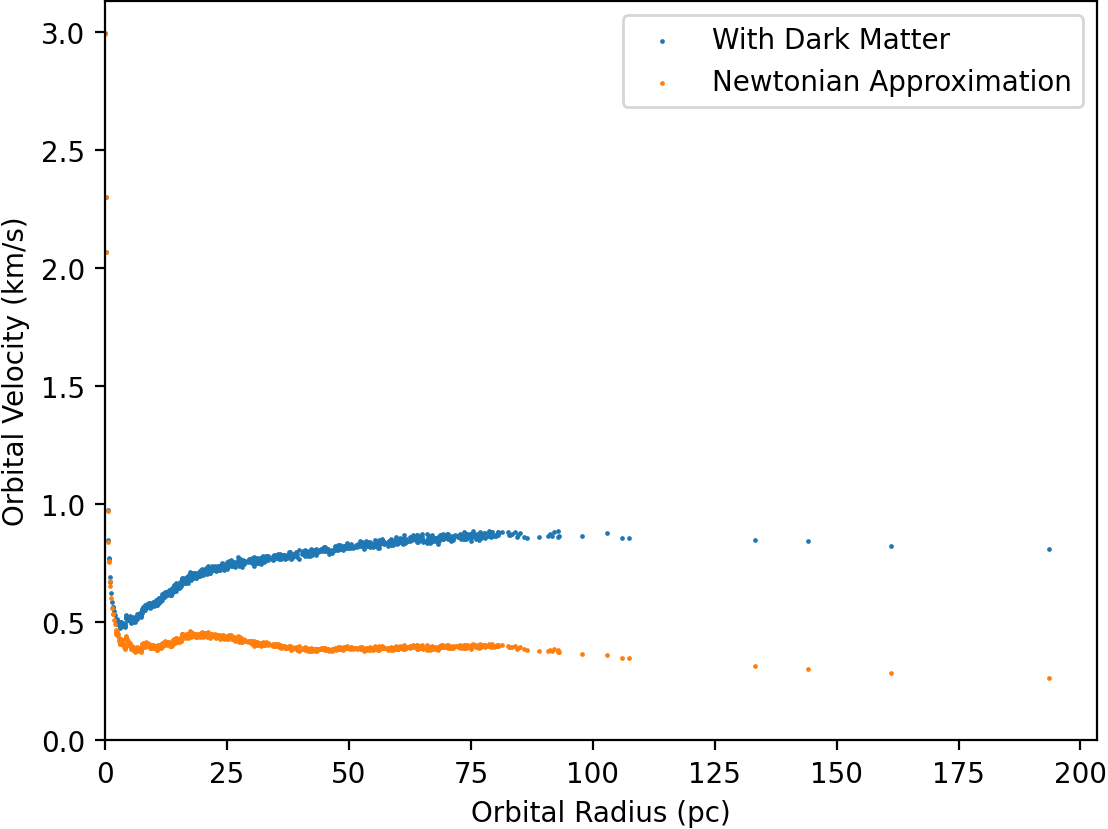 With Dark Matter
Newtonian Approximation
Orbital Velocity (km/s)
3.0
2.5
2.0
1.5
1.0
0.5
0.0
0 25 50 75 100 125 150 175 200
Orbital Radius (pc)